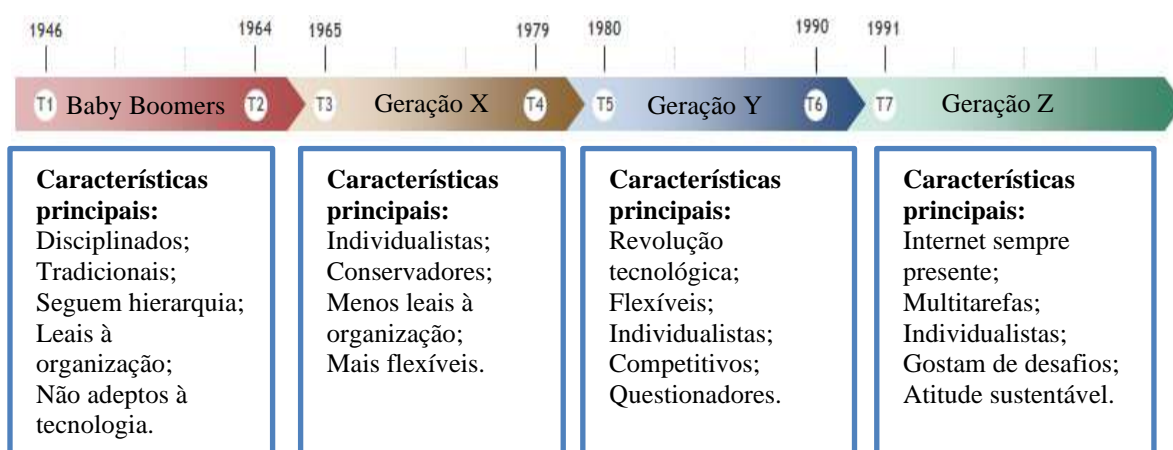 1946 1964 1965 1979 1980 1990 1991
T1 Baby Boomers T2 T3 Geração X T4 T5 Geração Y T6 T7 Geração Z
Características
principais:
Disciplinados;
Tradicionais;
Seguem hierarquia;
Leais à
organização;
Não adeptos à
tecnologia.
Características
principais:
Individualistas;
Conservadores;
Menos leais à
organização;
Mais flexíveis.
Características
principais:
Revolução
tecnológica;
Flexíveis;
Individualistas;
Competitivos;
Questionadores.
Características
principais:
Internet sempre
presente;
Multitarefas;
Individualistas;
Gostam de desafios;
Atitude sustentável.